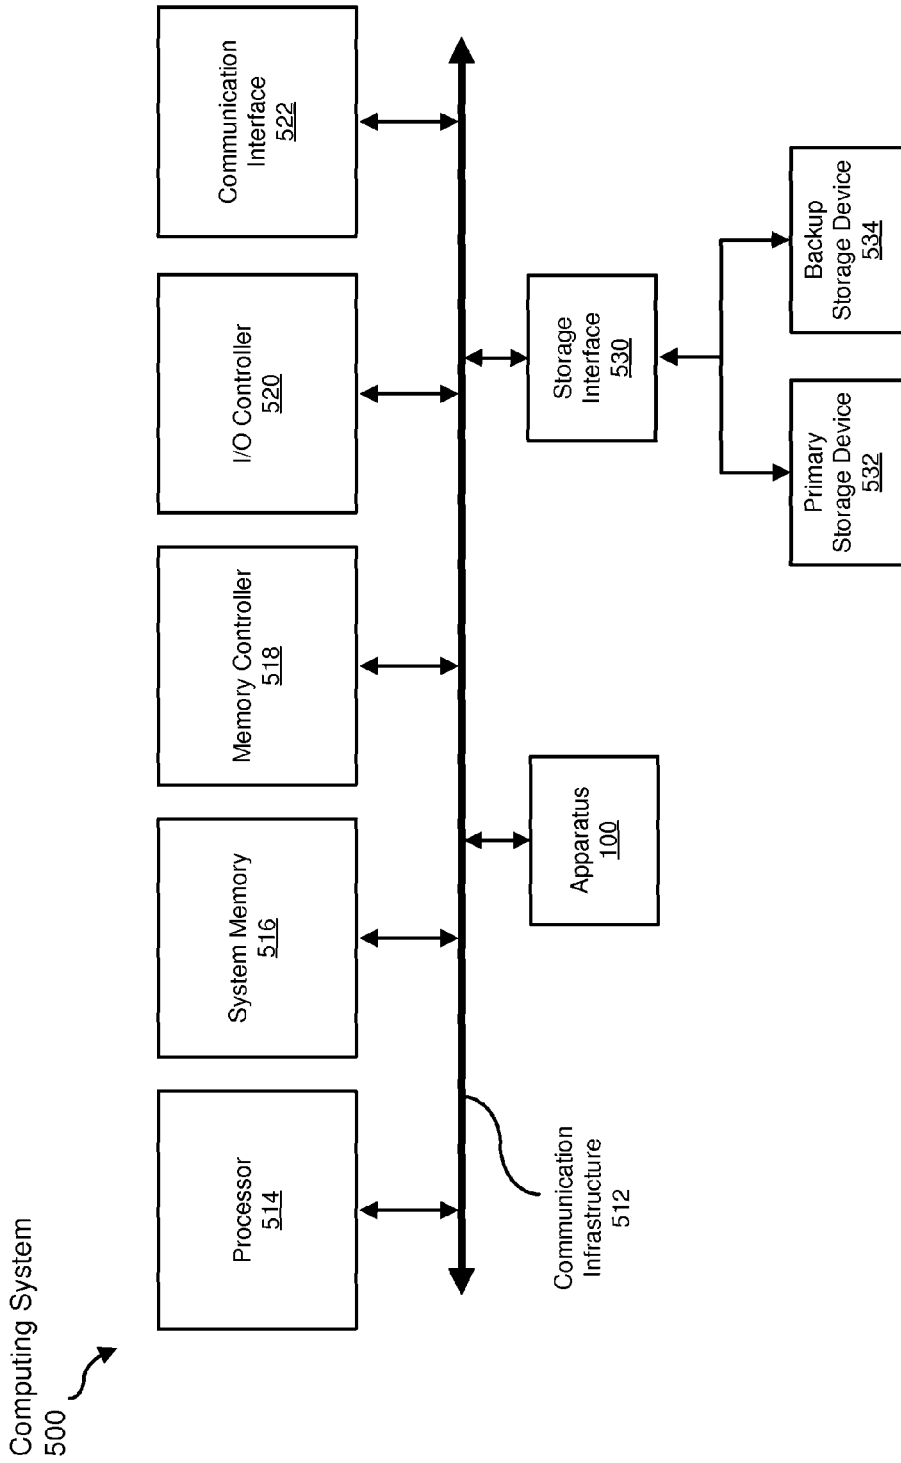 Computing System
500
Processor
514
System Memory
516
Memory Controller
518
I/O Controller
520
Communication
Interface
522
Communication
Infrastructure
512
Apparatus
100
Storage
Interface
530
Primary
Storage Device
532
Backup
Storage Device
534